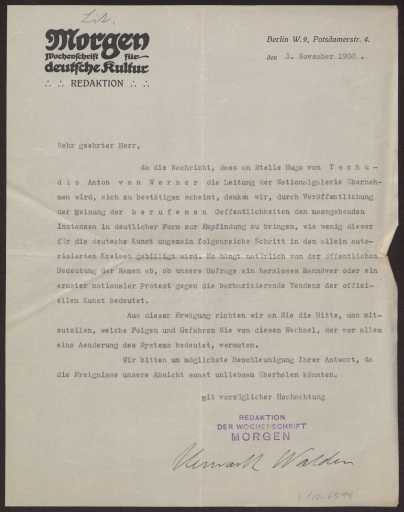 Morgen
Wochenschrift für
deutsche Kultur
∴ ∴ REDAKTION ∴ ∴
Berlin W. 9, Potsdamerstr. 4.
den 3. November 1908.
Sehr geehrter Herr,
da die Nachricht, dass an Stelle Hugo von Tschu-
dis Anton von Werner die Leitung der Nationalgalerie überneh-
men wird, sich zu bestätigen scheint, denken wir, durch Veröffentlichung
der Meinung der berufenen Oeffentlichkeiten den massgebenden
Instanzen in deutlicher Form zur Empfindung zu bringen, wie wenig dieser
für die deutsche Kunst ungemein folgenreiche Schritt in den allein auto-
risierten Kreisen gebilligt wird. Es hängt natürlich von der öffentlichen
Bedeutung der Namen ab, ob unsere Umfrage ein harmloses Manöver oder ein
ernster nationaler Protest gegen die barbarisierende Tendenz der offizi-
ellen Kunst bedeutet.
Aus dieser Erwägung richten wir an Sie die Bitte, uns mit-
zuteilen, welche Folgen und Gefahren Sie von diesem Wechsel, der vor allem
eine Aenderung des Systems bedeutet, vermuten.
Wir bitten um möglichste Beschleunigung Ihrer Antwort, da
die Ereignisse unsere Absicht sonst unliebsam überholen könnten.
mit vorzüglicher Hochachtung
REDAKTION
DER WOCHENSCHRIFT
MORGEN
Herwarth Walden